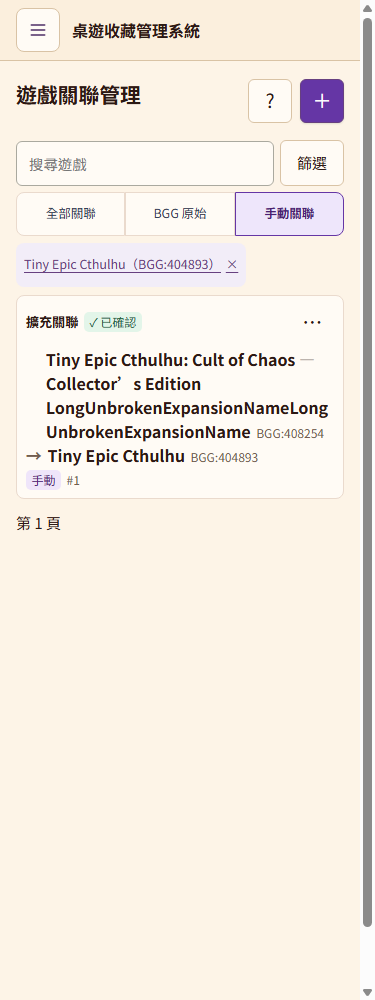 桌遊收藏管理系統
遊戲關聯管理
?
+
搜尋遊戲
篩選
全部關聯
BGG 原始
手動關聯
Tiny Epic Cthulhu（BGG:404893） ×
擴充關聯 ✓已確認 …
Tiny Epic Cthulhu: Cult of Chaos —
Collector’s Edition
LongUnbrokenExpansionNameLong
UnbrokenExpansionName BGG:408254
→ Tiny Epic Cthulhu BGG:404893
手動 #1
第 1 頁